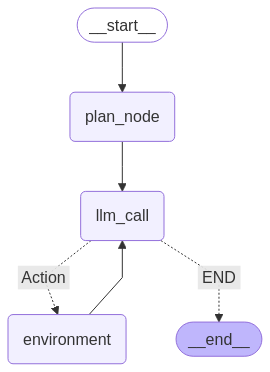 __start__
plan_node
llm_call
Action
END
environment
__end__